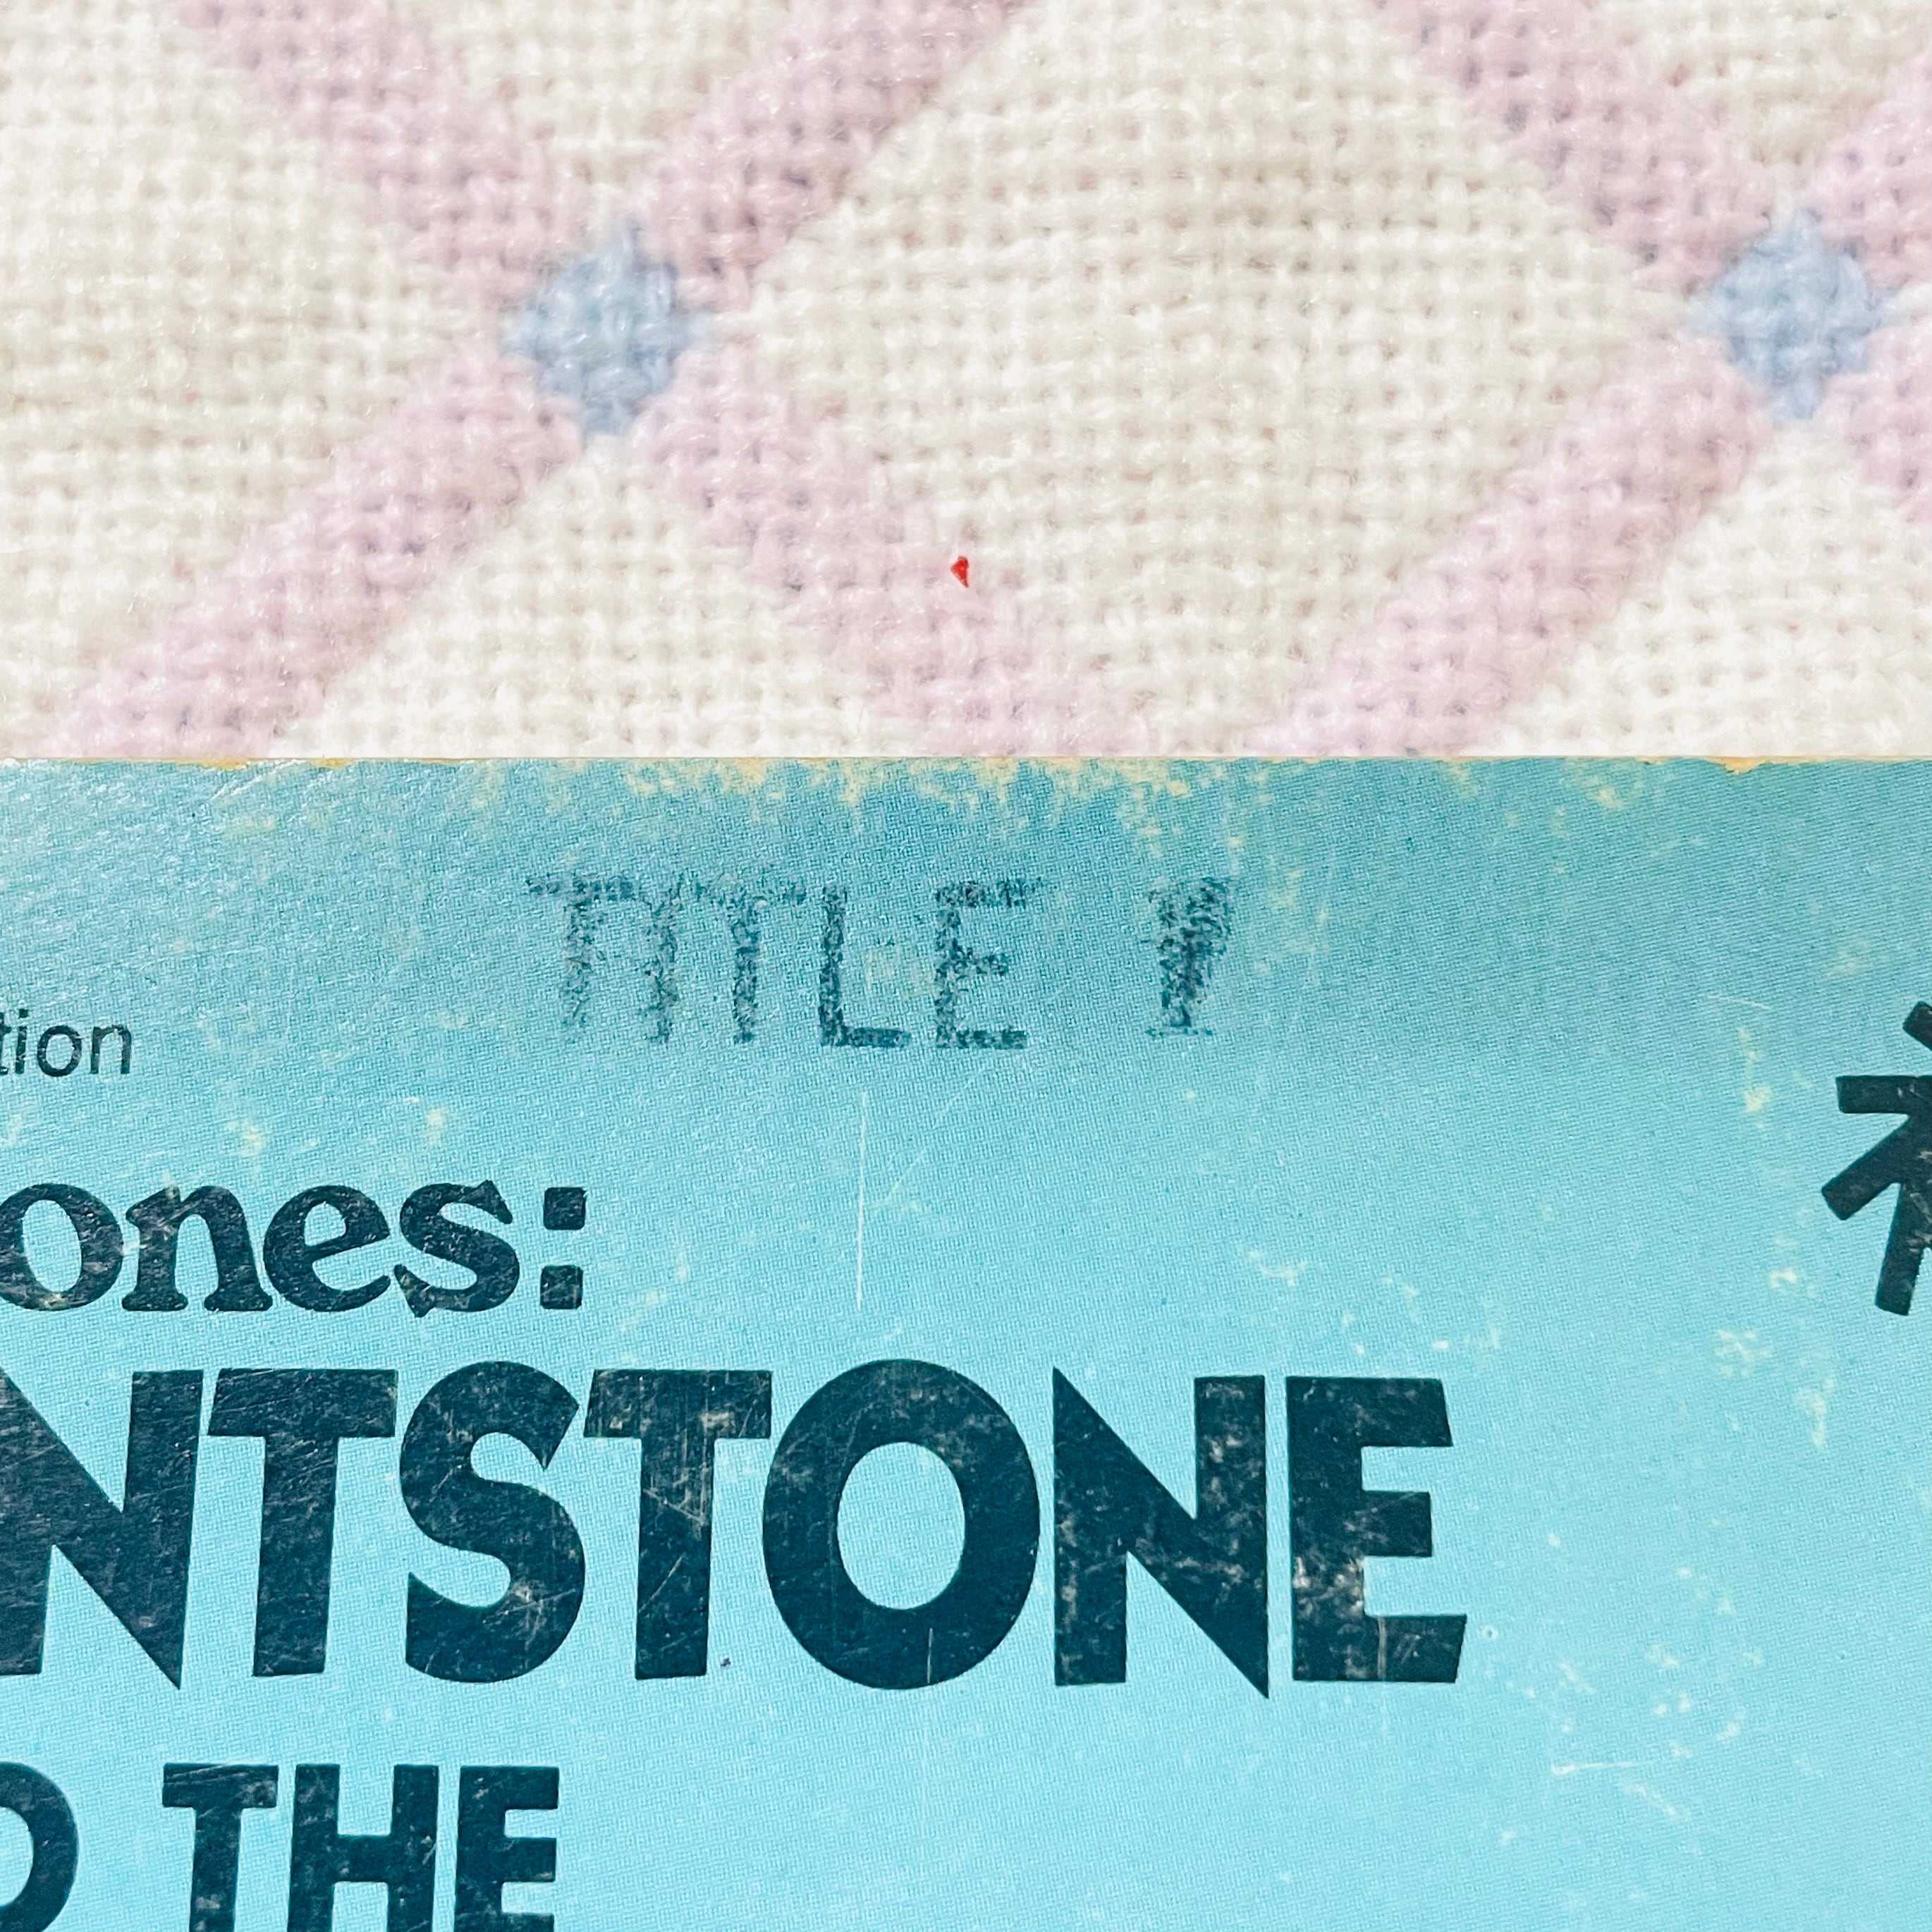 TITLE I
tion
ones:
NTSTONE
THE